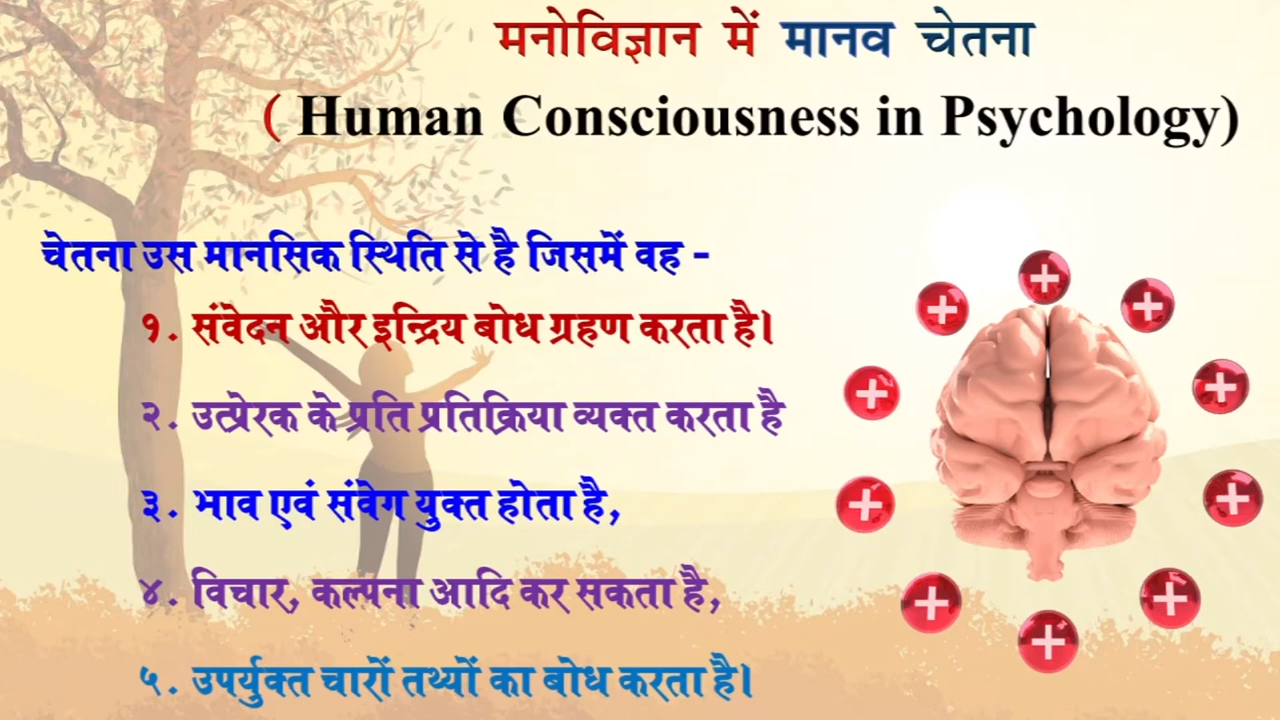 मनोविज्ञान में मानव चेतना
( Human Consciousness in Psychology)
चेतना उस मानसिक स्थिति से है जिसमें वह -
१. संवेदन और इन्द्रिय बोध ग्रहण करता है।
२. उत्प्रेरक के प्रति प्रतिक्रिया व्यक्त करता है
३. भाव एवं संवेग युक्त होता है,
४. विचार, कल्पना आदि कर सकता है,
५. उपर्युक्त चारों तथ्यों का बोध करता है।